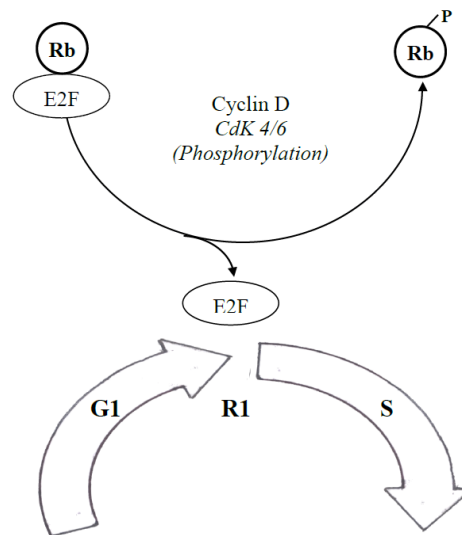 P
Rb
Rb
E2F
Cyclin D
CdK 4/6
(Phosphorylation)
E2F
G1
R1
S